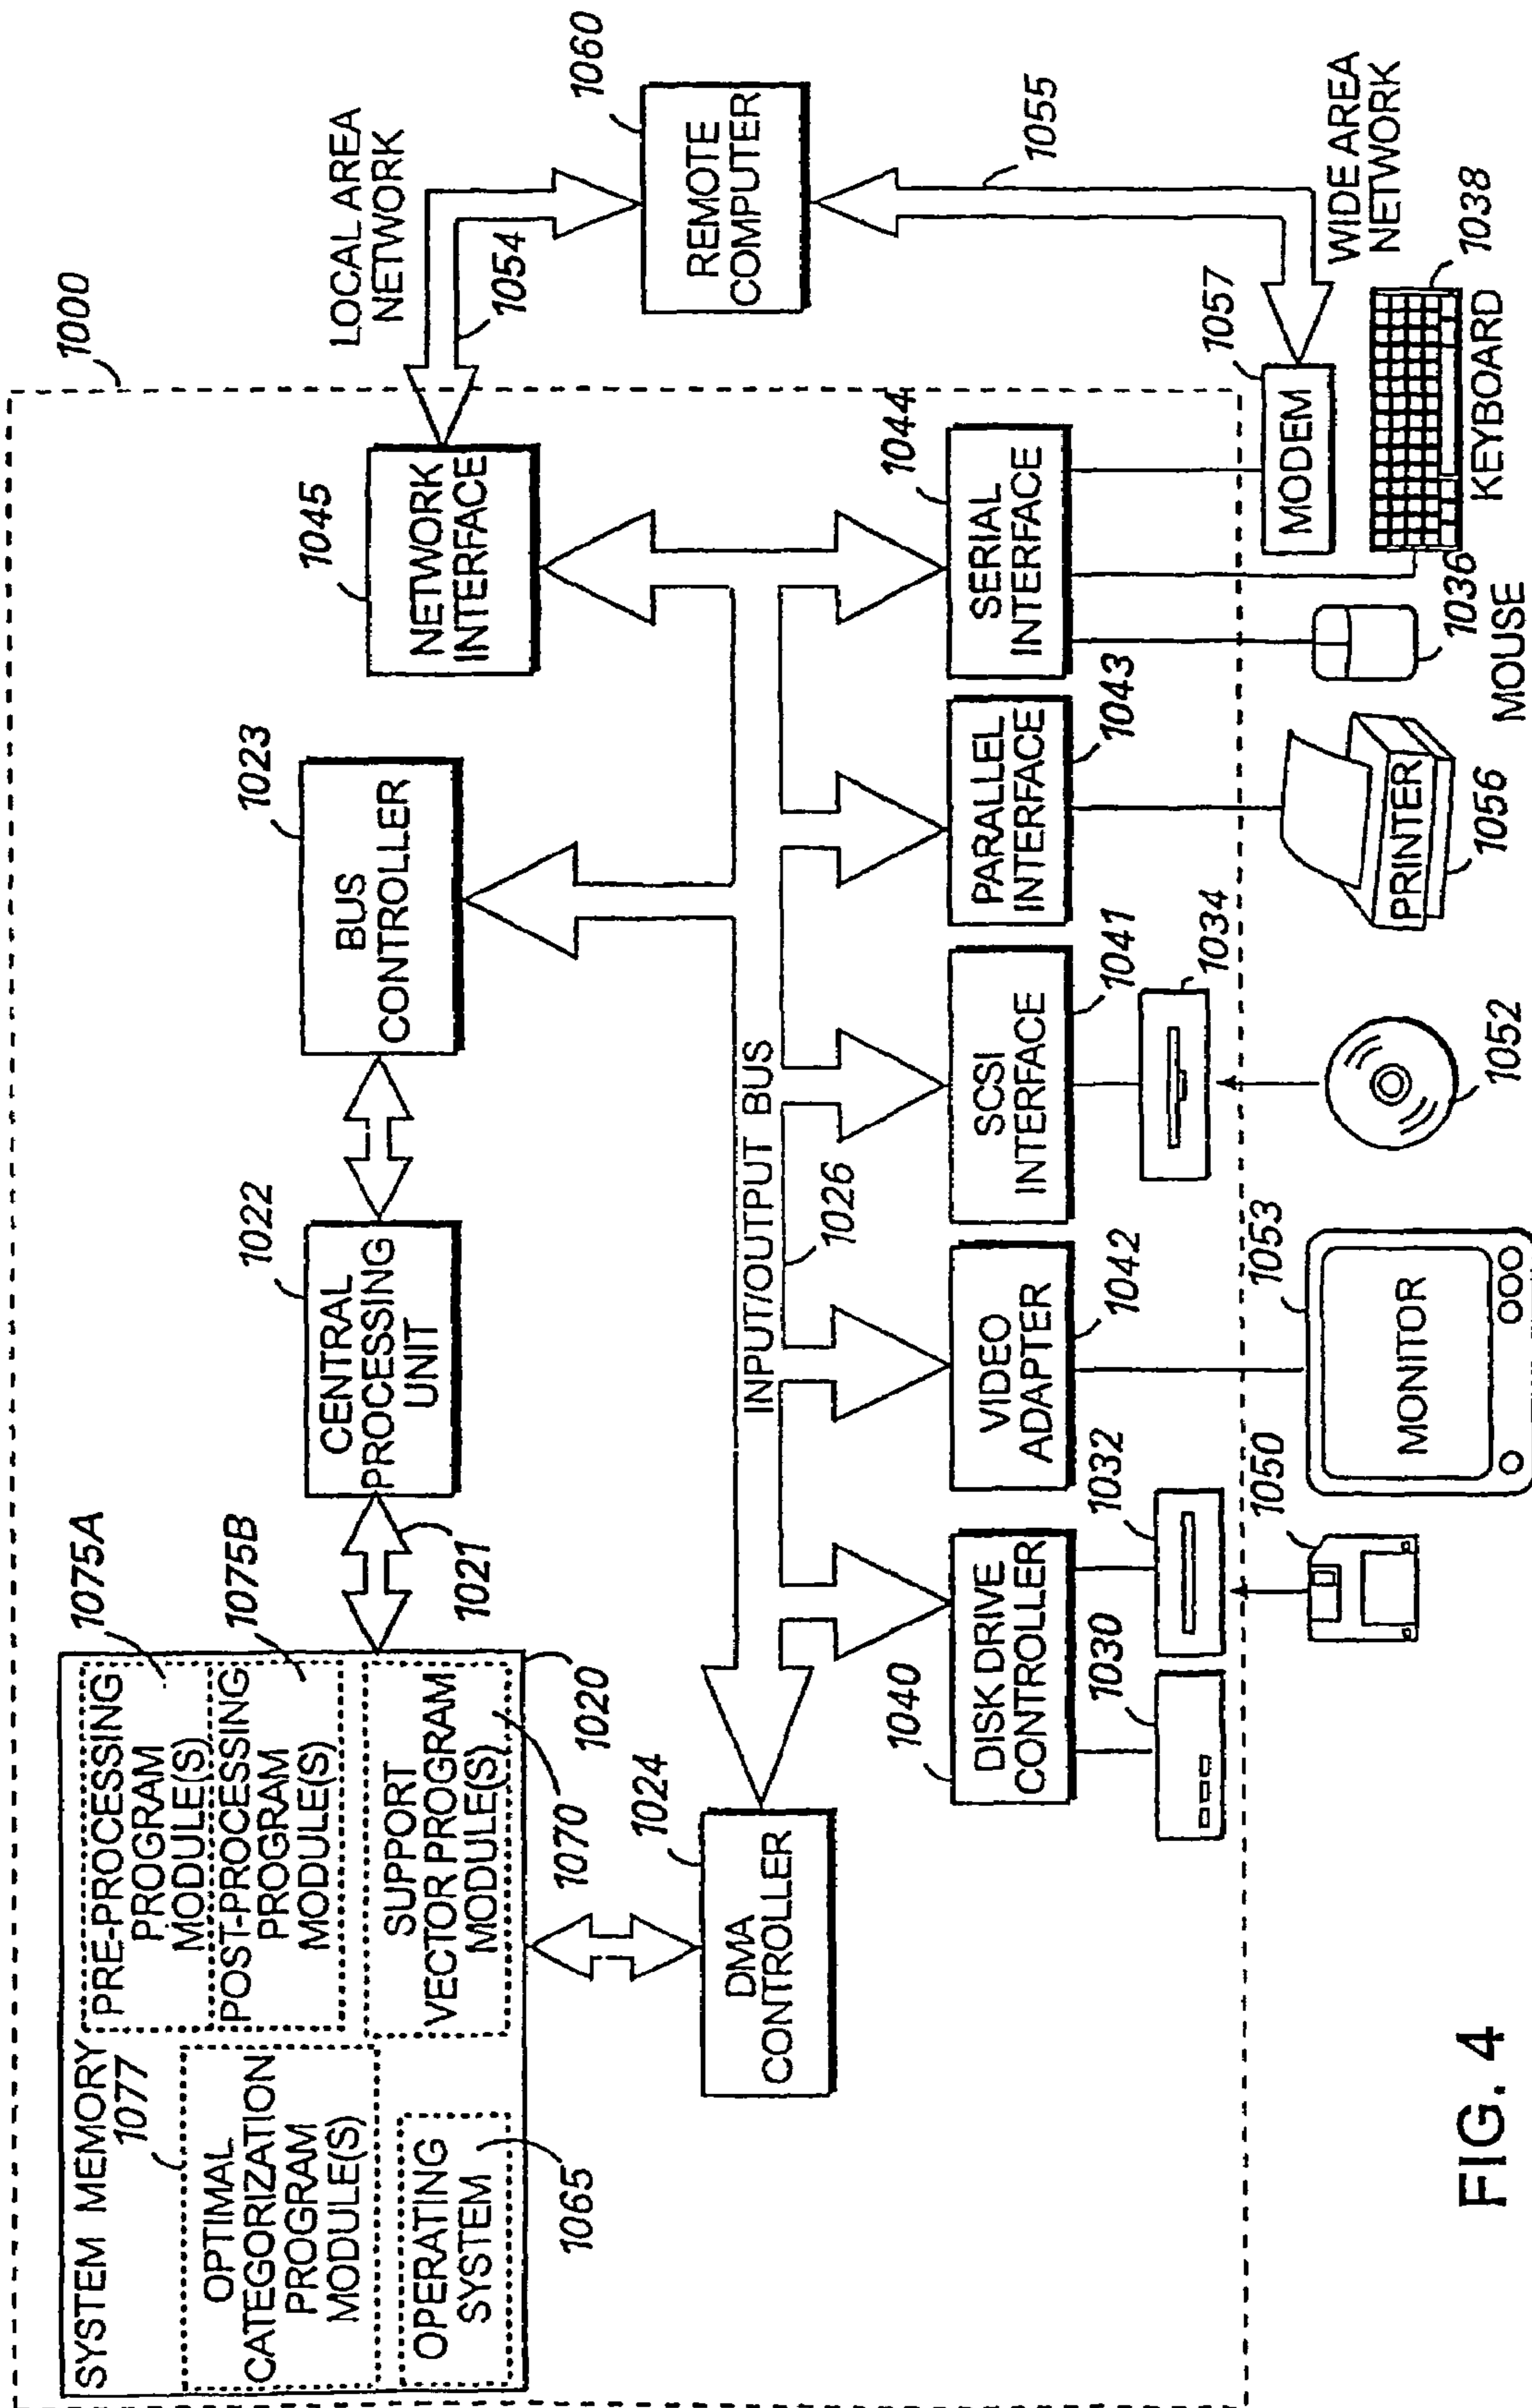 1000
SYSTEM MEMORY
1077
OPTIMAL
CATEGORIZATION
PROGRAM
MODULE(S)
OPERATING
SYSTEM
1065
PRE-PROCESSING
PROGRAM
MODULE(S)
1075A
POST-PROCESSING
PROGRAM
MODULE(S)
1075B
SUPPORT
VECTOR PROGRAM
MODULE(S)
1070
1020
1021
1022
CENTRAL
PROCESSING
UNIT
1023
BUS
CONTROLLER
1045
NETWORK
INTERFACE
LOCAL AREA
NETWORK
1054
1060
REMOTE
COMPUTER
1055
WIDE AREA
NETWORK
1024
DMA
CONTROLLER
INPUT/OUTPUT BUS
1026
1040
DISK DRIVE
CONTROLLER
1030
1032
VIDEO
ADAPTER
1042
SCSI
INTERFACE
1041
1034
PARALLEL
INTERFACE
1043
SERIAL
INTERFACE
1044
1057
MODEM
1050
MONITOR
1053
1052
PRINTER
1056
1036
MOUSE
1038
KEYBOARD
FIG. 4